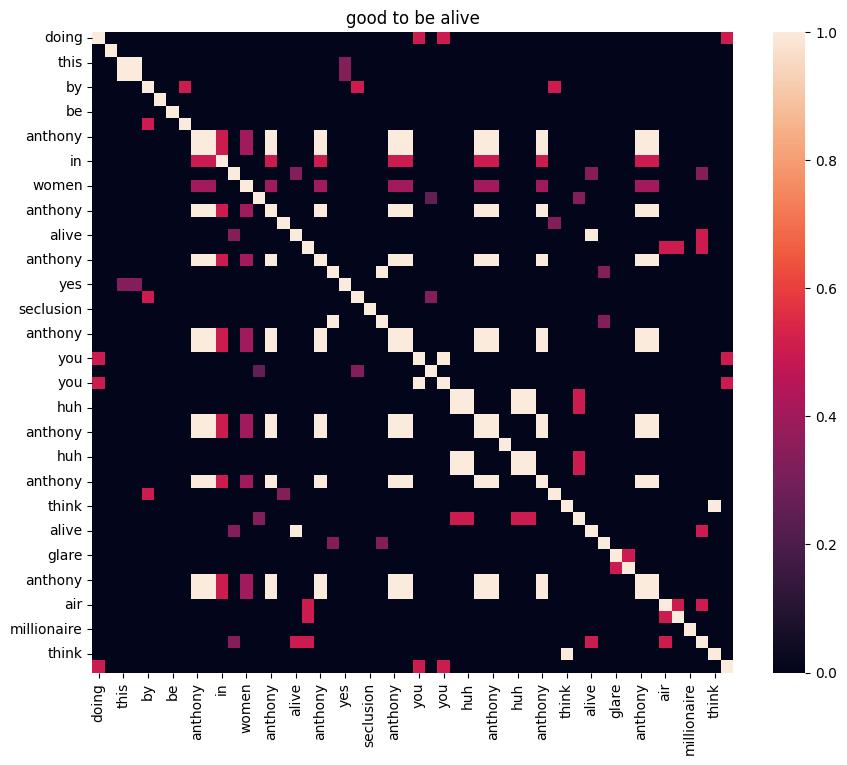 good to be alive
doing
this
by
be
anthony
in
women
anthony
alive
anthony
yes
seclusion
anthony
you
you
huh
anthony
huh
anthony
think
alive
glare
anthony
air
millionaire
think
doing
this
by
be
anthony
in
women
anthony
alive
anthony
yes
seclusion
anthony
you
you
huh
anthony
huh
anthony
think
alive
glare
anthony
air
millionaire
think
1.0
0.8
0.6
0.4
0.2
0.0